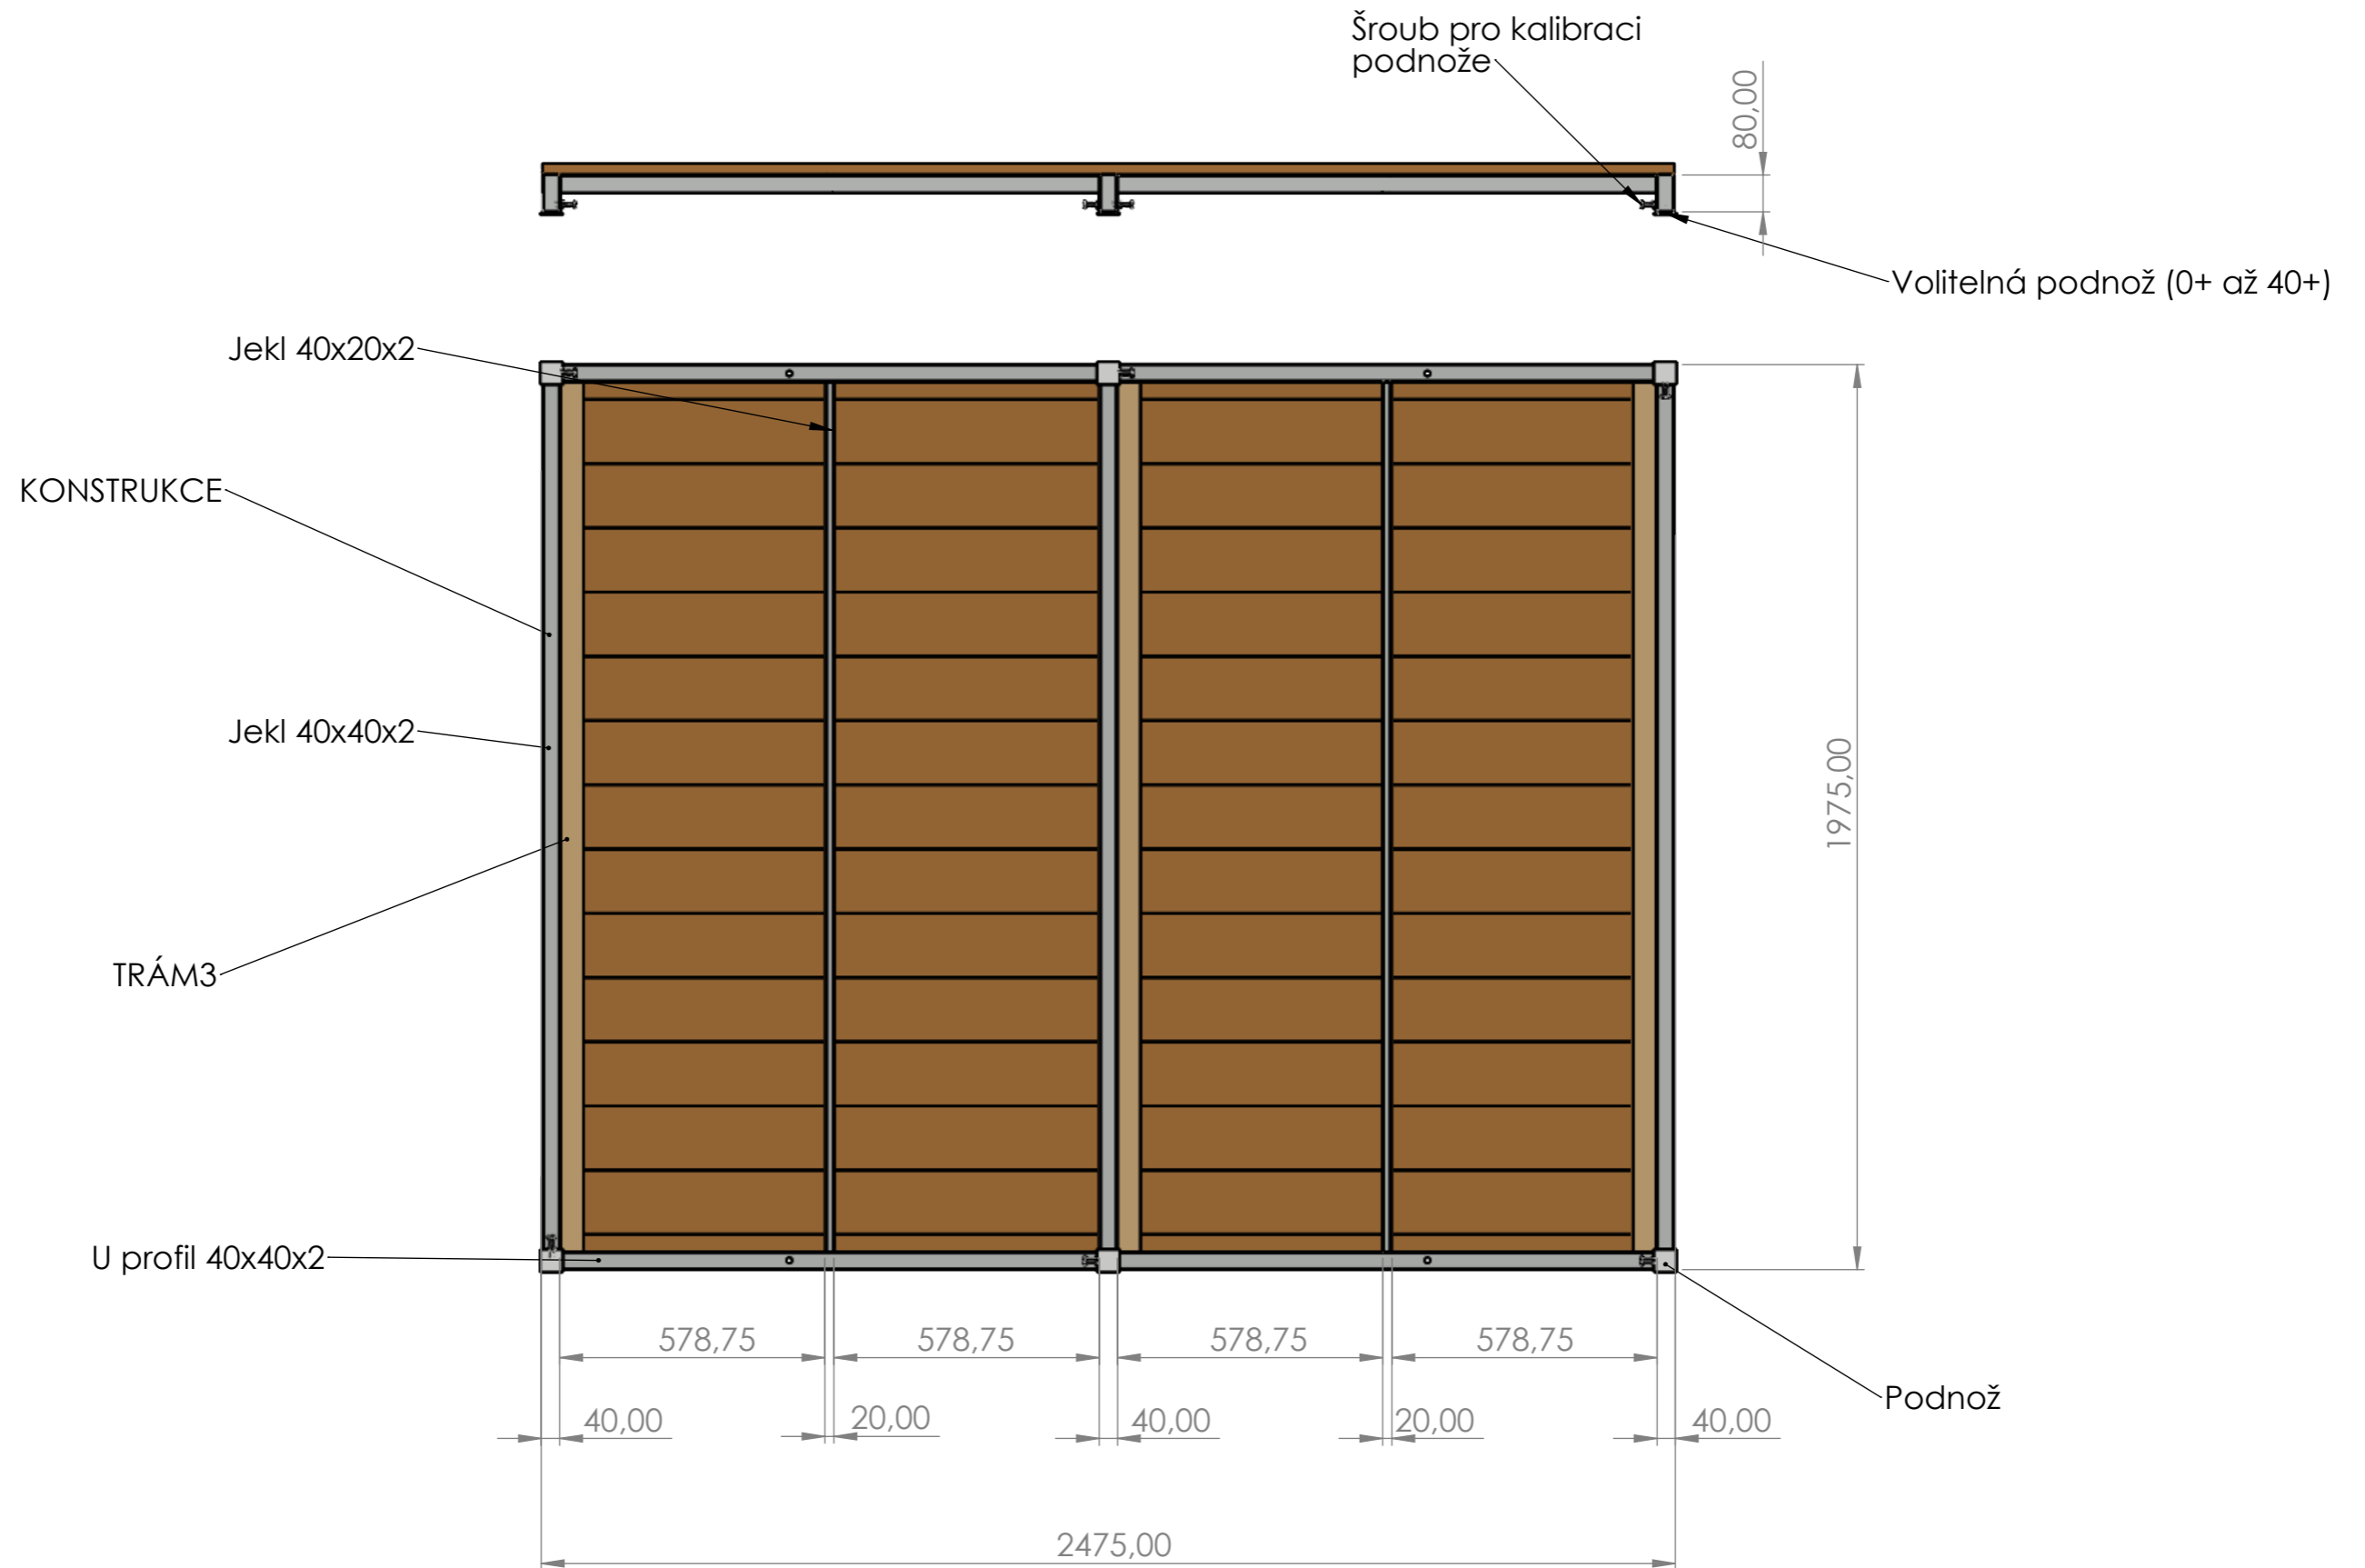 Šroub pro kalibraci
podnože
80,00
Volitelná podnož (0+ až 40+)
Jekl 40x20x2
KONSTRUKCE
Jekl 40x40x2
1975,00
TRÁM3
U profil 40x40x2
578,75
578,75
578,75
578,75
Podnož
40,00
20,00
40,00
20,00
40,00
2475,00